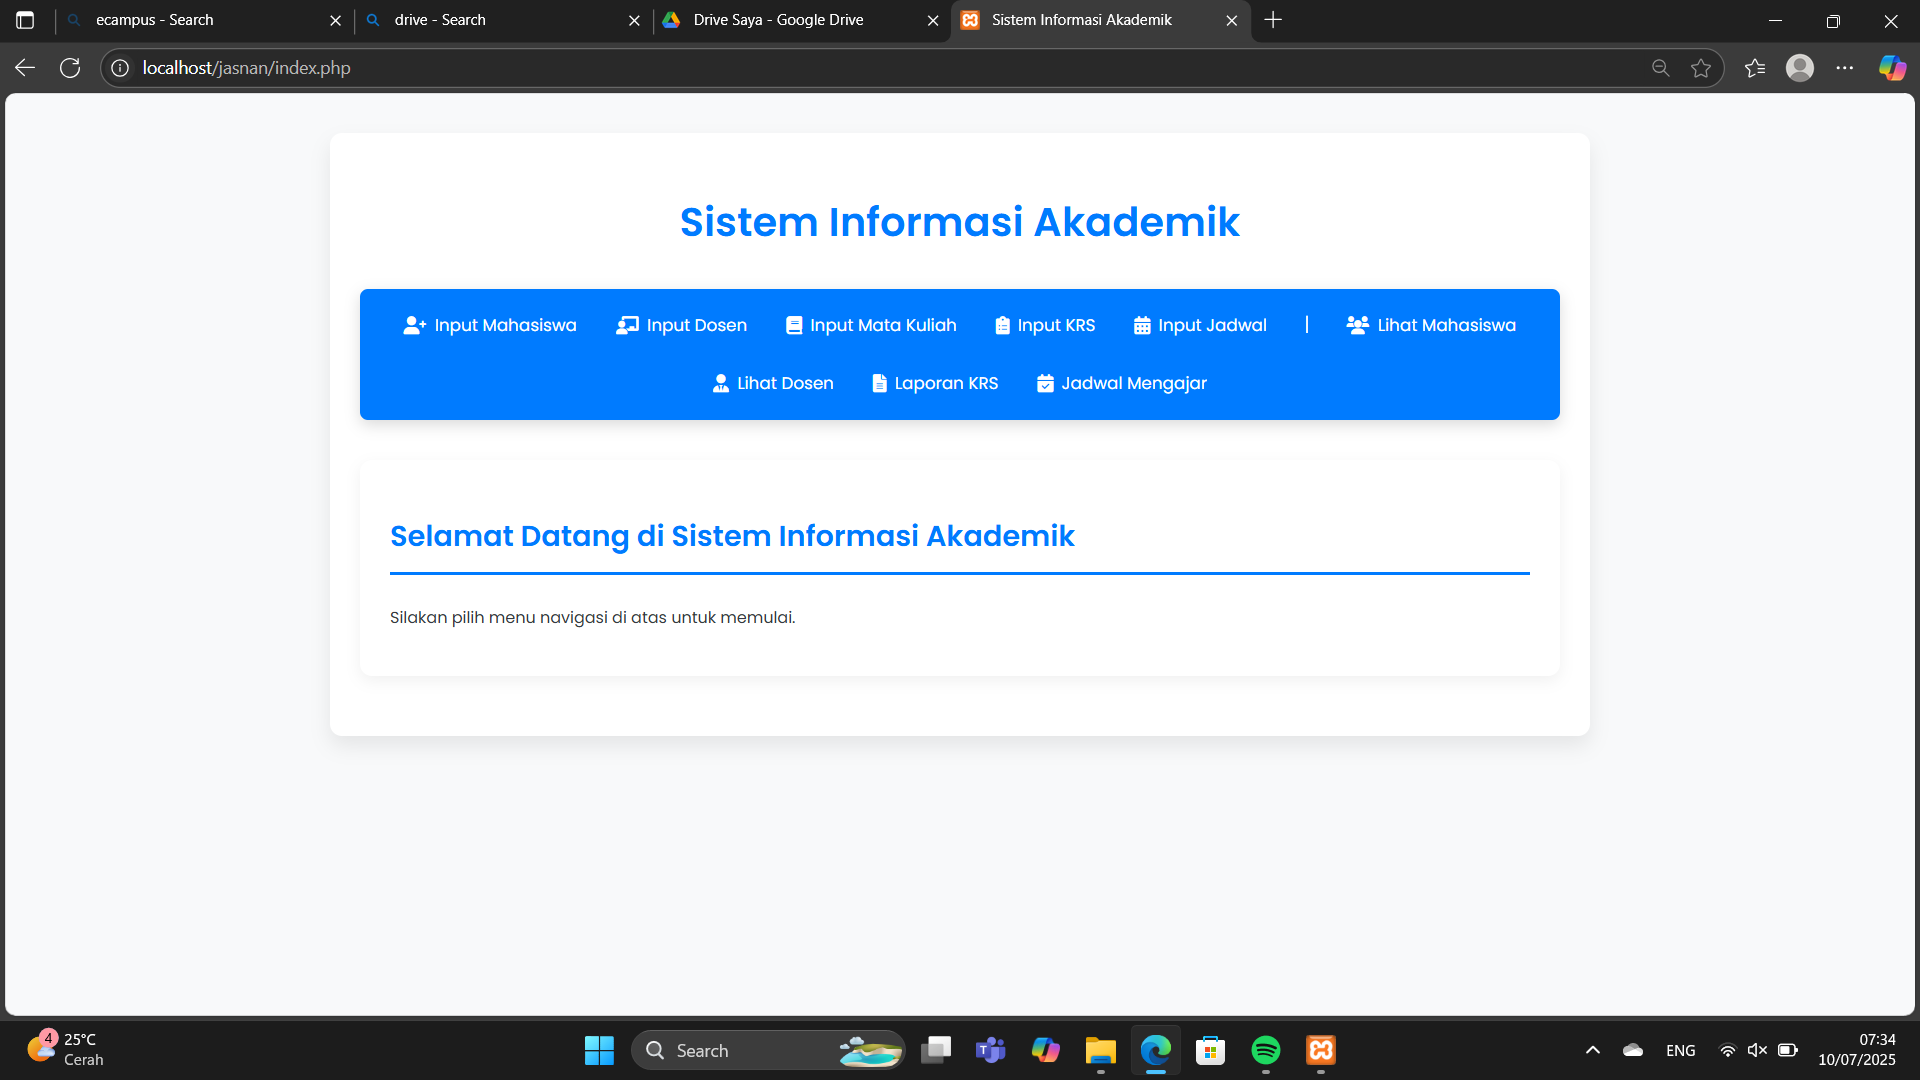 ecampus - Search
drive - Search
Drive Saya - Google Drive
Sistem Informasi Akademik
localhost/jasnan/index.php
Sistem Informasi Akademik
Input Mahasiswa Input Dosen Input Mata Kuliah Input KRS Input Jadwal | Lihat Mahasiswa
Lihat Dosen Laporan KRS Jadwal Mengajar
Selamat Datang di Sistem Informasi Akademik
Silakan pilih menu navigasi di atas untuk memulai.
4
25°C
Cerah
Search
ENG
07:34
10/07/2025